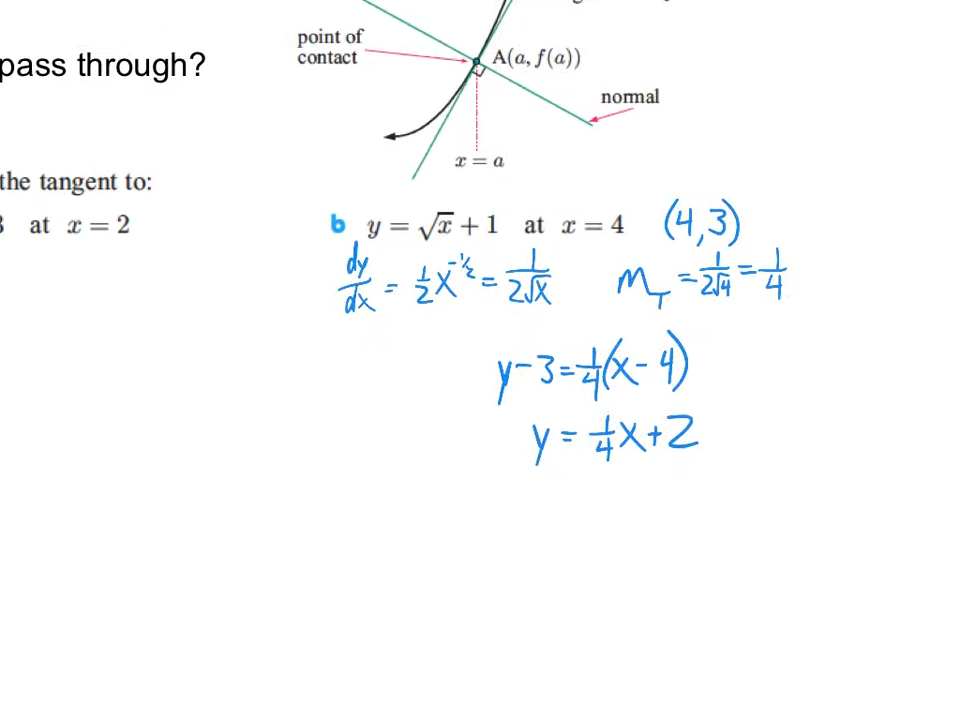 point of
contact
A(a, f(a))
pass through?
normal
x = a
the tangent to:
at x = 2
b y = √x + 1 at x = 4 (4,3)
dy/dx = ½x^-½ = 1/(2√x) m_T = 1/(2√4) = 1/4
y-3=¼(x-4)
y = ¼x+2